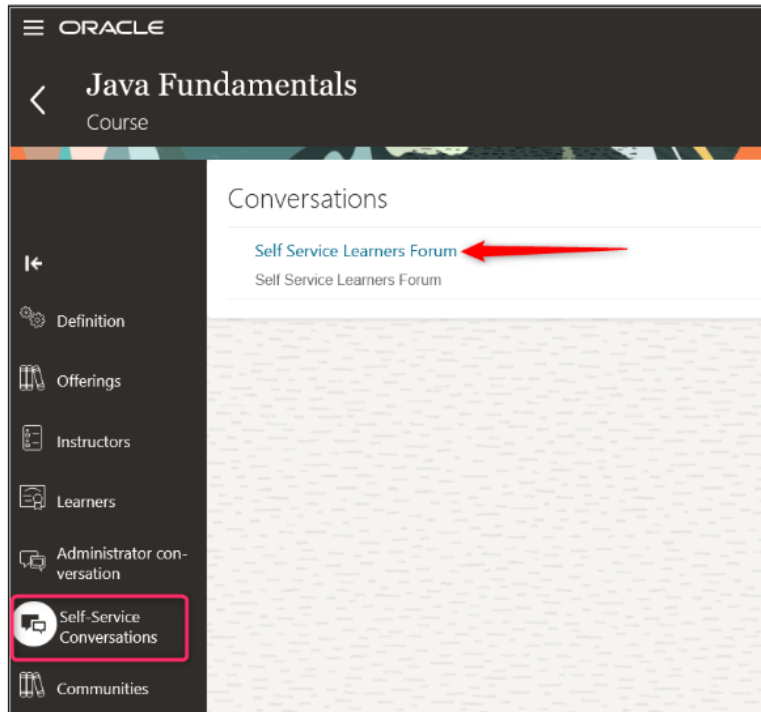 ORACLE
Java Fundamentals
Course
Conversations
Self Service Learners Forum
Self Service Learners Forum
Definition
Offerings
Instructors
Learners
Administrator con-
versation
Self-Service
Conversations
Communities